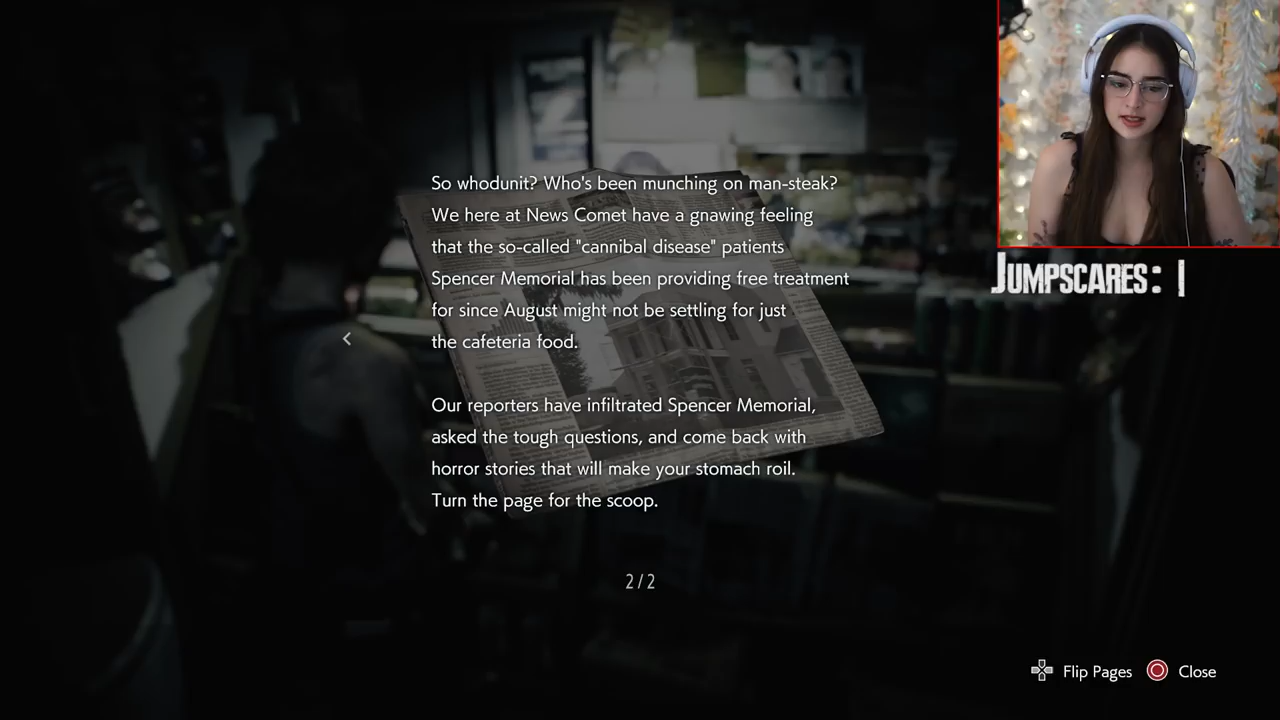 So whodunit? Who's been munching on man-steak?
We here at News Comet have a gnawing feeling
that the so-called "cannibal disease" patients
Spencer Memorial has been providing free treatment
for since August might not be settling for just
the cafeteria food.
Our reporters have infiltrated Spencer Memorial,
asked the tough questions, and come back with
horror stories that will make your stomach roil.
Turn the page for the scoop.
2/2
JUMPSCARES: |
Flip Pages
Close